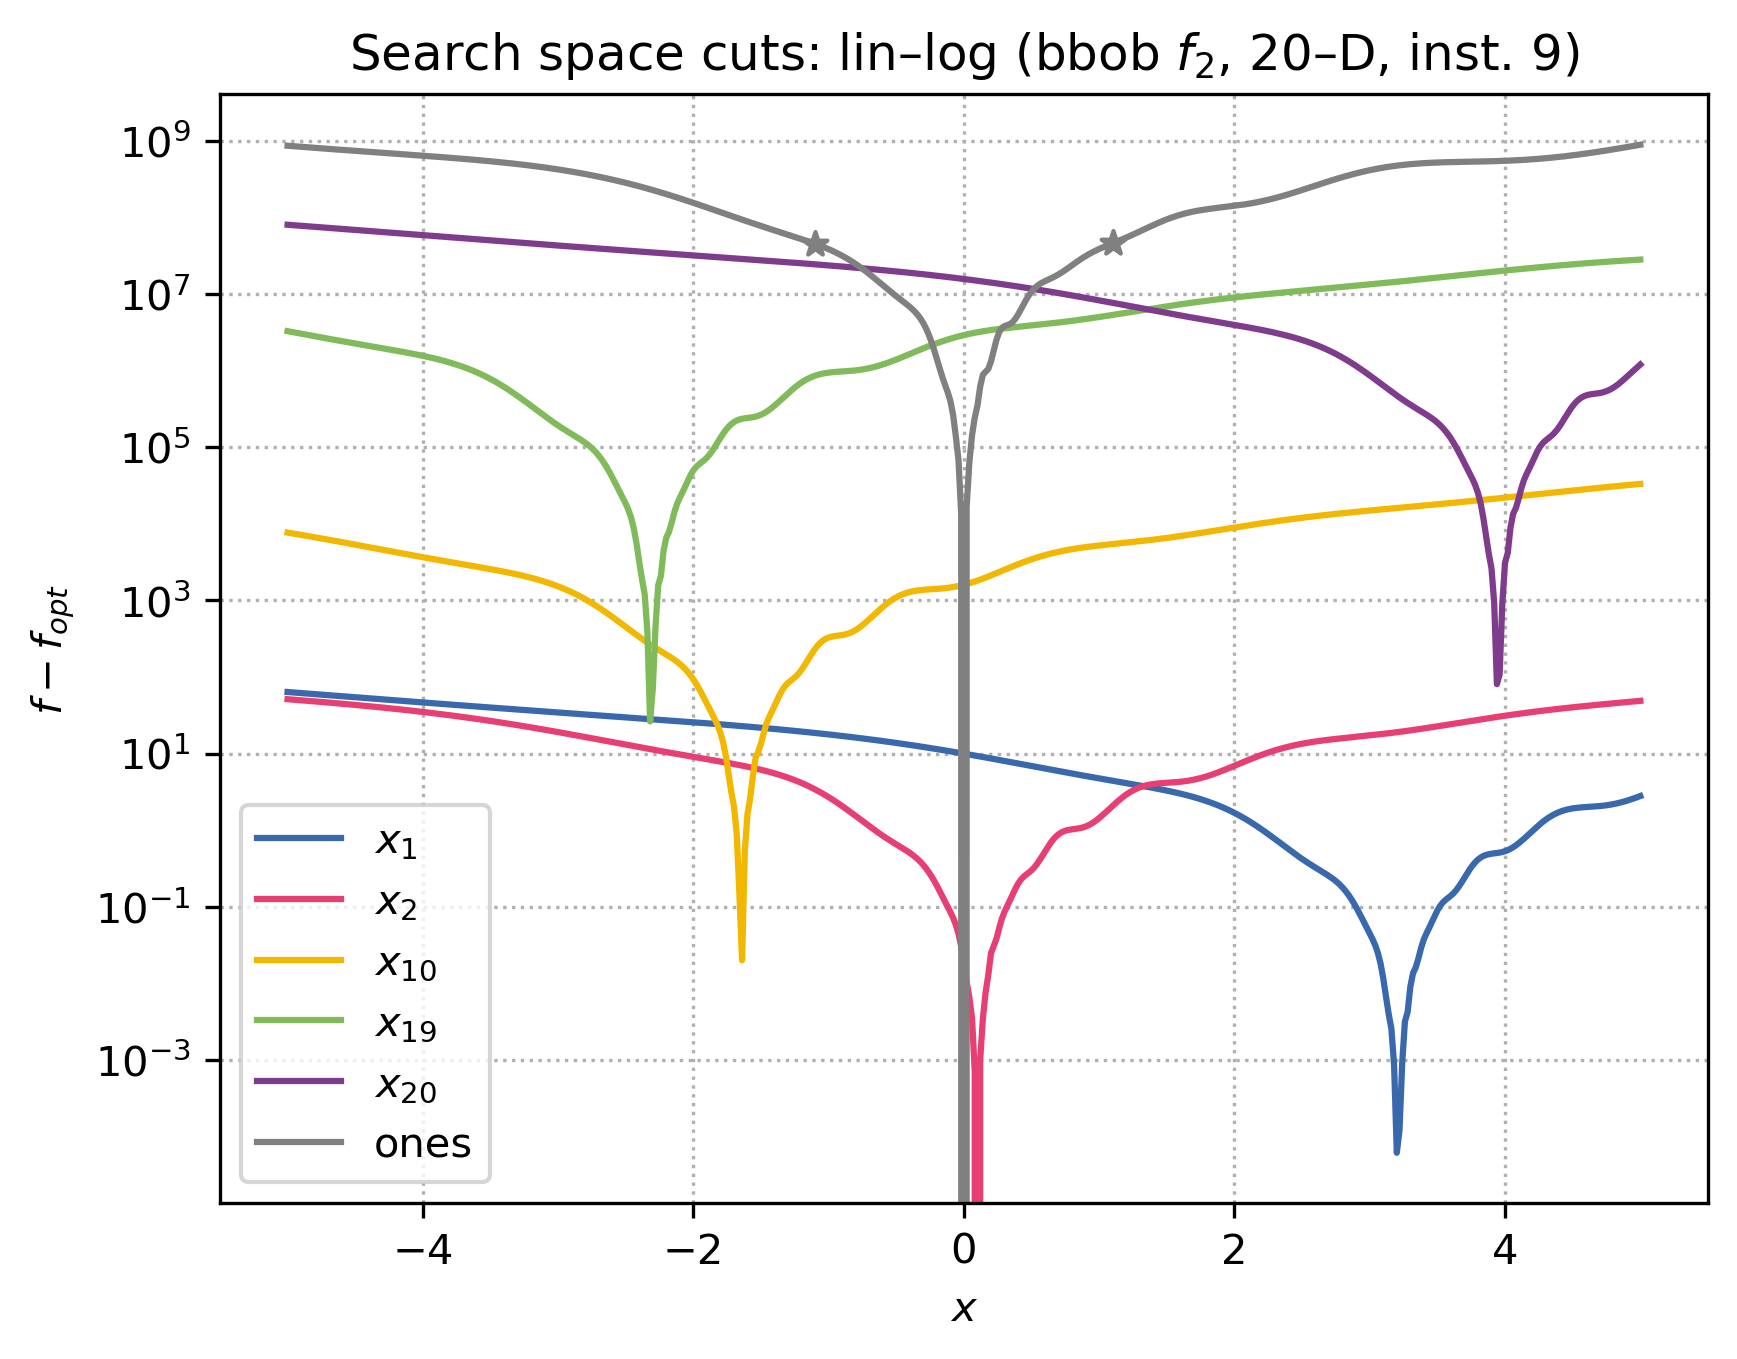 Search space cuts: lin–log (bbob f₂, 20–D, inst. 9)
f − f_opt
10⁹
10⁷
10⁵
10³
10¹
10⁻¹
10⁻³
x₁
x₂
x₁₀
x₁₉
x₂₀
ones
−4
−2
0
2
4
x